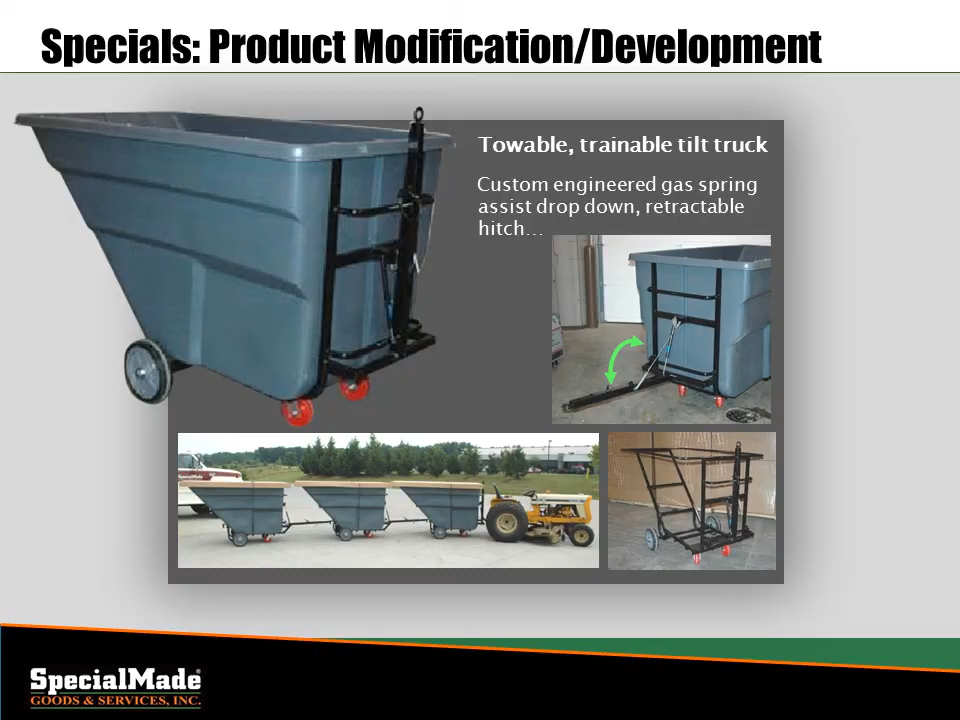 Specials: Product Modification/Development
Towable, trainable tilt truck
Custom engineered gas spring
assist drop down, retractable
hitch…
SpecialMade®
GOODS & SERVICES, INC.